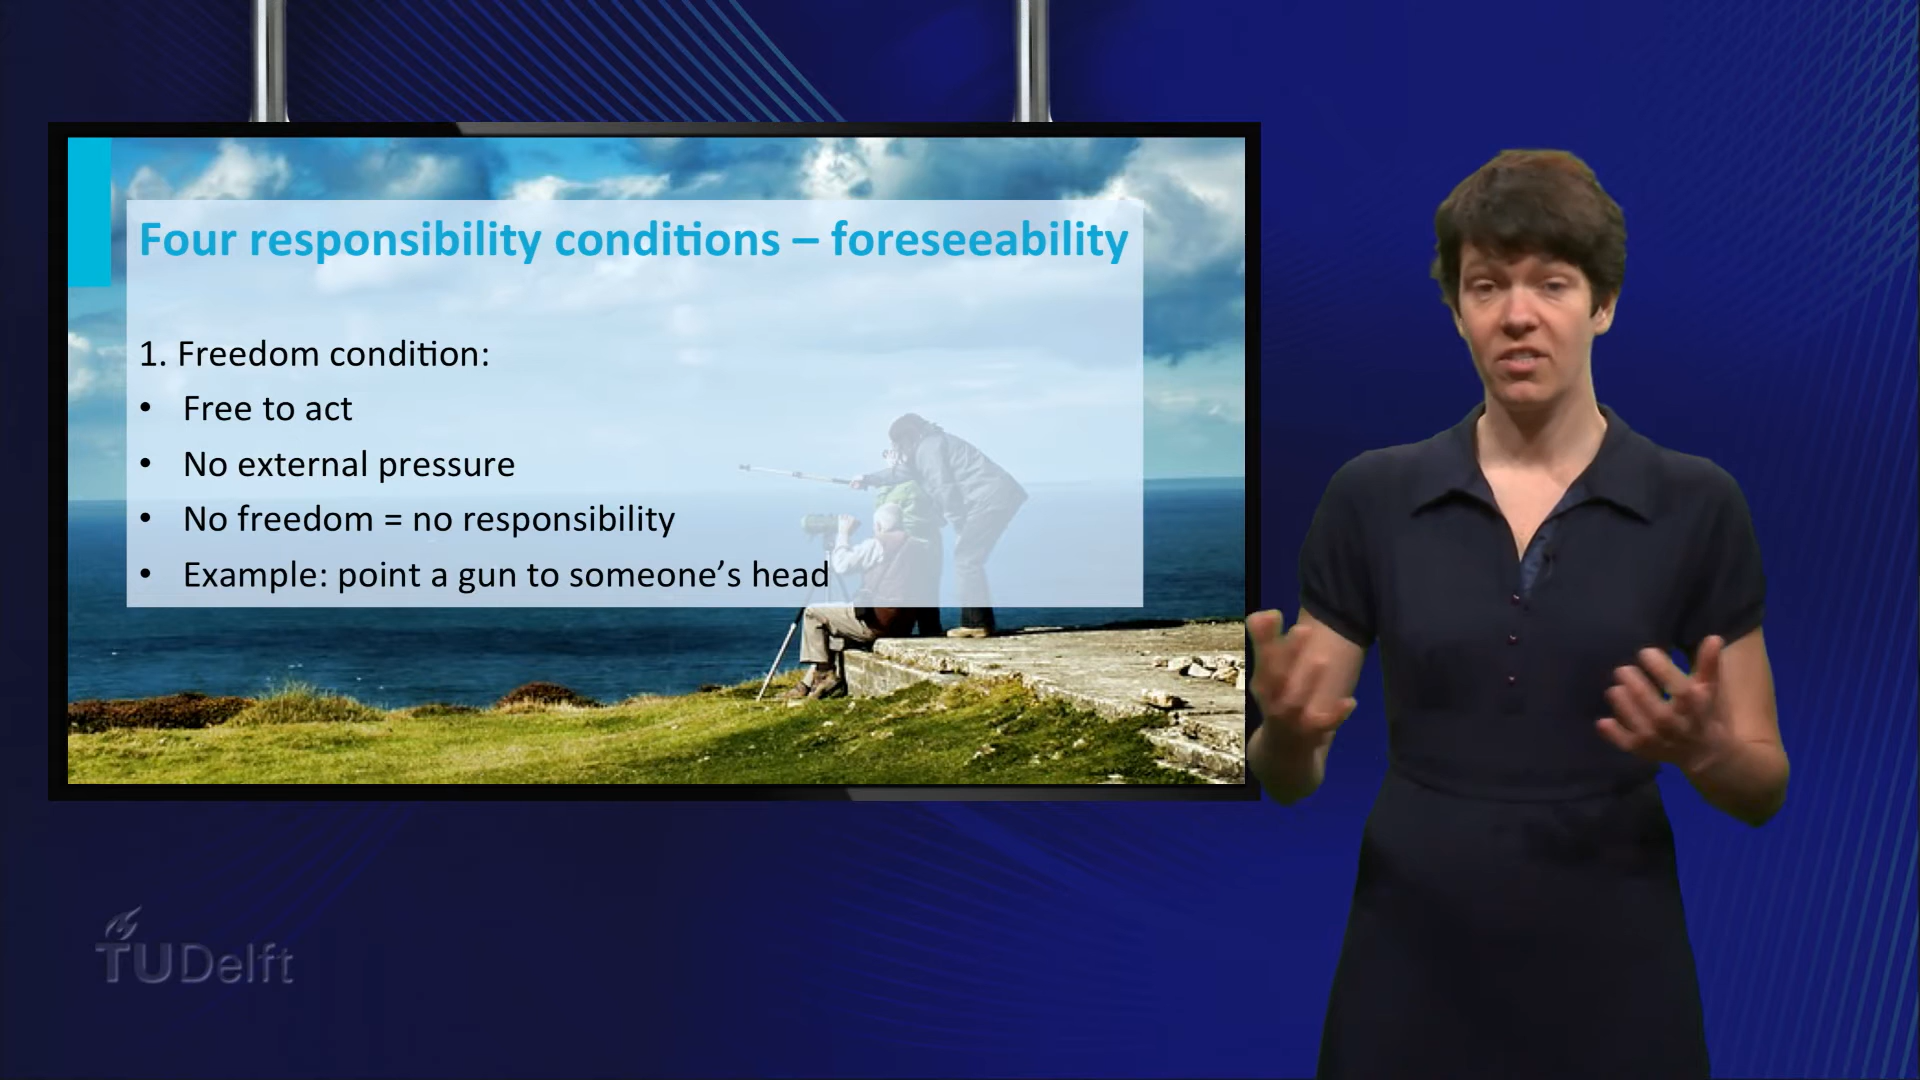 Four responsibility conditions – foreseeability
1. Freedom condition:
• Free to act
• No external pressure
• No freedom = no responsibility
• Example: point a gun to someone’s head
TUDelft